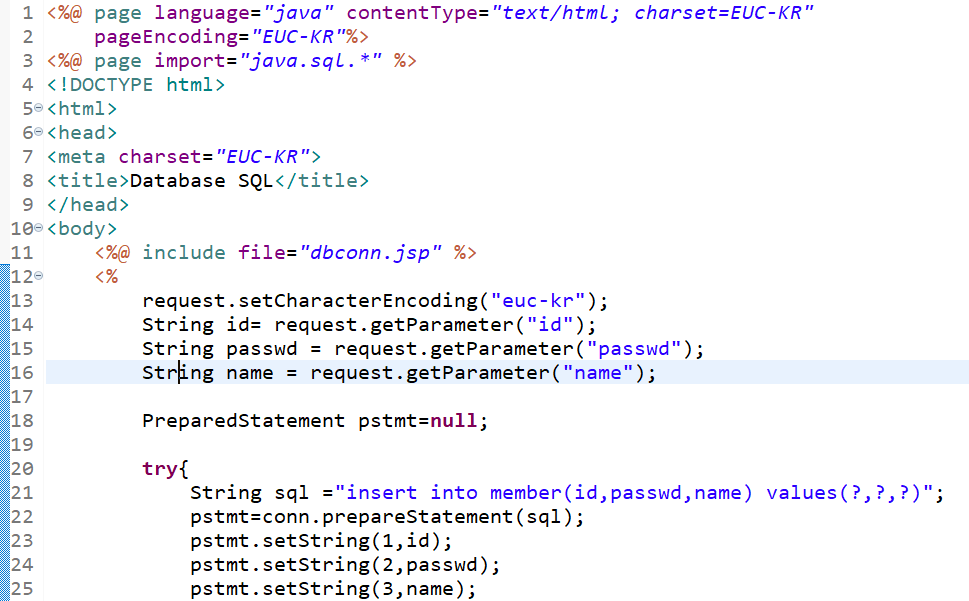 1 <%@ page language="java" contentType="text/html; charset=EUC-KR"
2     pageEncoding="EUC-KR"%>
3 <%@ page import="java.sql.*" %>
4 <!DOCTYPE html>
5 <html>
6 <head>
7 <meta charset="EUC-KR">
8 <title>Database SQL</title>
9 </head>
10 <body>
11     <%@ include file="dbconn.jsp" %>
12     <%
13         request.setCharacterEncoding("euc-kr");
14         String id= request.getParameter("id");
15         String passwd = request.getParameter("passwd");
16         String name = request.getParameter("name");
17
18         PreparedStatement pstmt=null;
19
20         try{
21             String sql ="insert into member(id,passwd,name) values(?,?,?)";
22             pstmt=conn.prepareStatement(sql);
23             pstmt.setString(1,id);
24             pstmt.setString(2,passwd);
25             pstmt.setString(3,name);